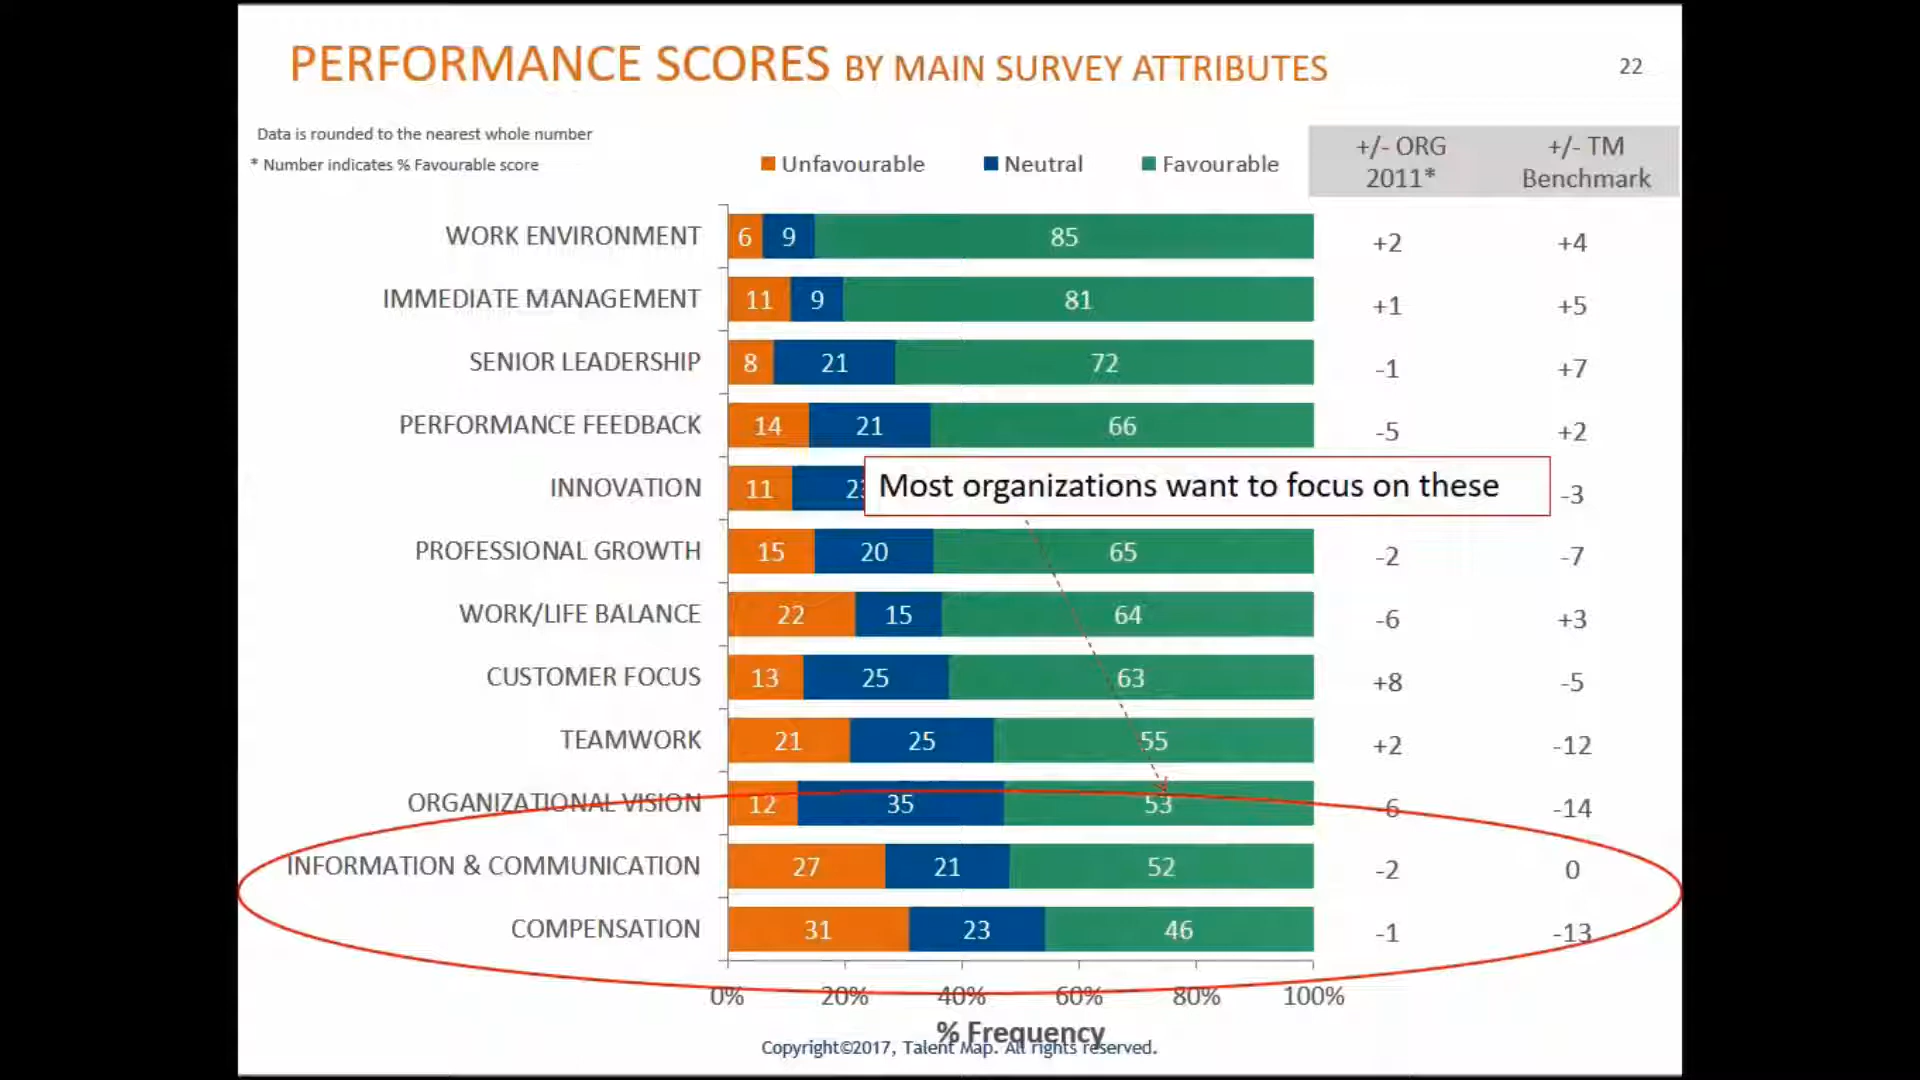 PERFORMANCE SCORES BY MAIN SURVEY ATTRIBUTES
22
Data is rounded to the nearest whole number
* Number indicates % Favourable score
Unfavourable Neutral Favourable
+/- ORG 2011*
+/- TM Benchmark
WORK ENVIRONMENT 6 9 85 +2 +4
IMMEDIATE MANAGEMENT 11 9 81 +1 +5
SENIOR LEADERSHIP 8 21 72 -1 +7
PERFORMANCE FEEDBACK 14 21 66 -5 +2
INNOVATION 11 Most organizations want to focus on these -3
PROFESSIONAL GROWTH 15 20 65 -2 -7
WORK/LIFE BALANCE 22 15 64 -6 +3
CUSTOMER FOCUS 13 25 63 +8 -5
TEAMWORK 21 25 55 +2 -12
ORGANIZATIONAL VISION 12 35 53 -6 -14
INFORMATION & COMMUNICATION 27 21 52 -2 0
COMPENSATION 31 23 46 -1 -13
0% 20% 40% 60% 80% 100%
% Frequency
Copyright©2017, Talent Map. All rights reserved.